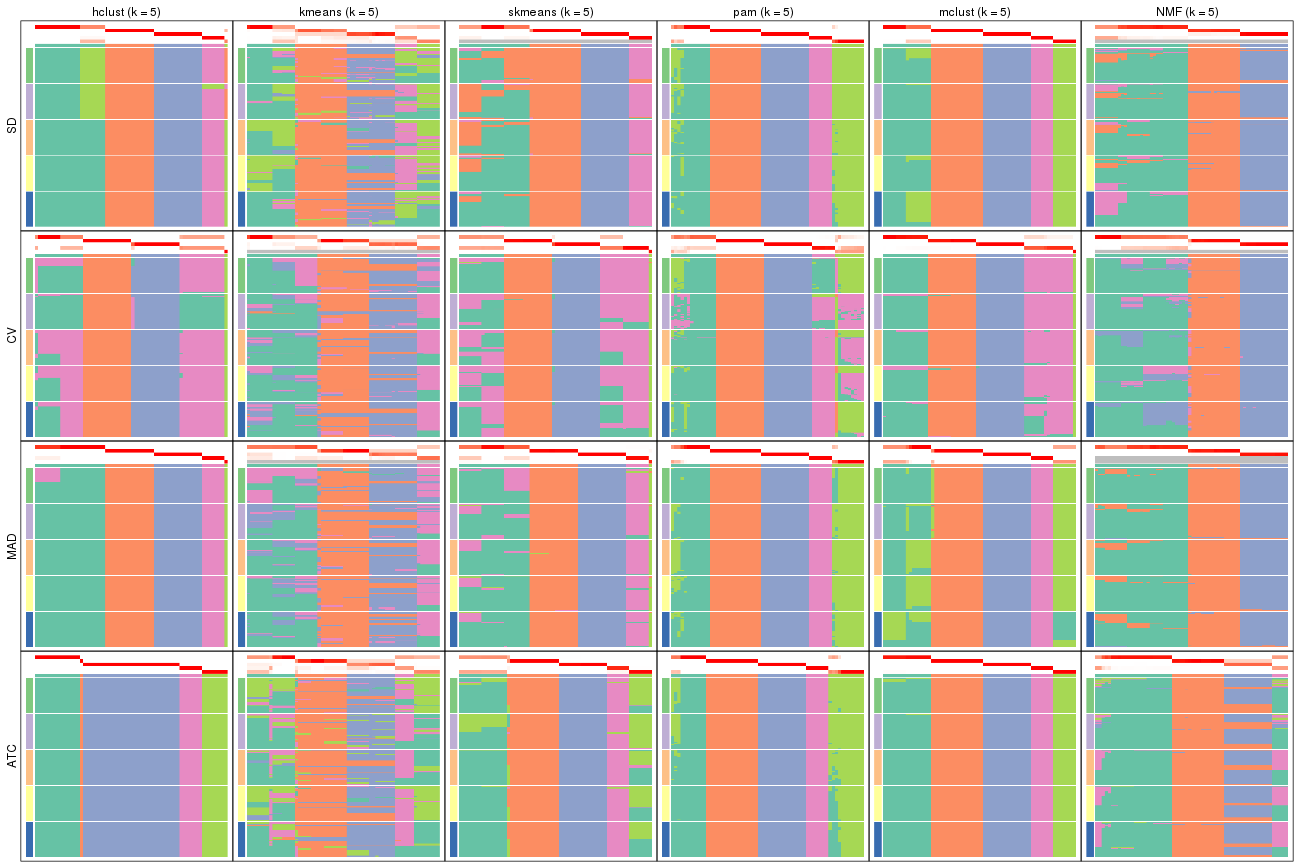 hclust (k = 5) kmeans (k = 5) skmeans (k = 5) pam (k = 5) mclust (k = 5) NMF (k = 5)
SD
CV
MAD
ATC